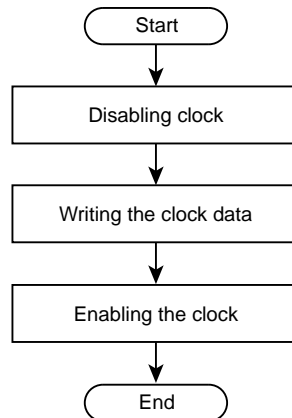 Start
Disabling clock
Writing the clock data
Enabling the clock
End